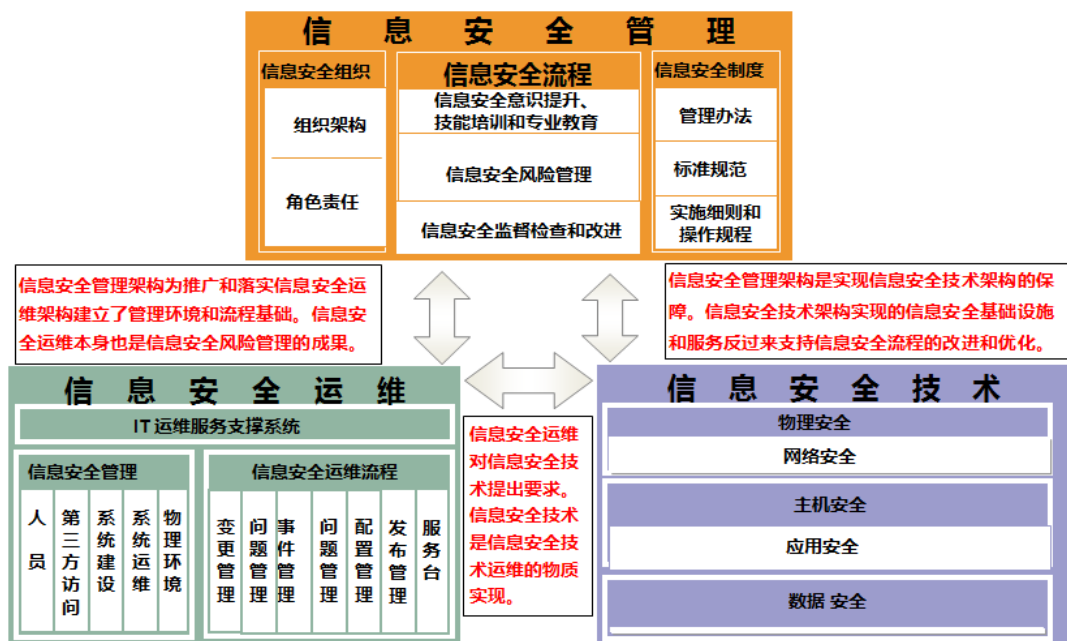 信息安全管理
信息安全组织
组织架构
角色责任
信息安全流程
信息安全意识提升、
技能培训和专业教育
信息安全风险管理
信息安全监督检查和改进
信息安全制度
管理办法
标准规范
实施细则和
操作规程
信息安全管理架构为推广和落实信息安全运
维架构建立了管理环境和流程基础。信息安
全运维本身也是信息安全风险管理的成果。
信息安全管理架构是实现信息安全技术架构的保
障。信息安全技术架构实现的信息安全基础设施
和服务反过来支持信息安全流程的改进和优化。
信息安全运维
IT 运维服务支撑系统
信息安全管理
人员
第三方访问
系统建设
系统运维
物理环境
信息安全运维流程
变更管理
问题管理
事件管理
问题管理
配置管理
发布管理
服务台
信息安全运维
对信息安全技
术提出要求。
信息安全技术
是信息安全技
术运维的物质
实现。
信息安全技术
物理安全
网络安全
主机安全
应用安全
数据 安全